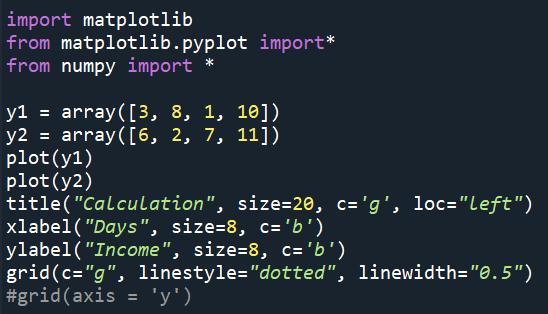 import matplotlib
from matplotlib.pyplot import*
from numpy import *
y1 = array([3, 8, 1, 10])
y2 = array([6, 2, 7, 11])
plot(y1)
plot(y2)
title("Calculation", size=20, c='g', loc="left")
xlabel("Days", size=8, c='b')
ylabel("Income", size=8, c='b')
grid(c="g", linestyle="dotted", linewidth="0.5")
#grid(axis = 'y')